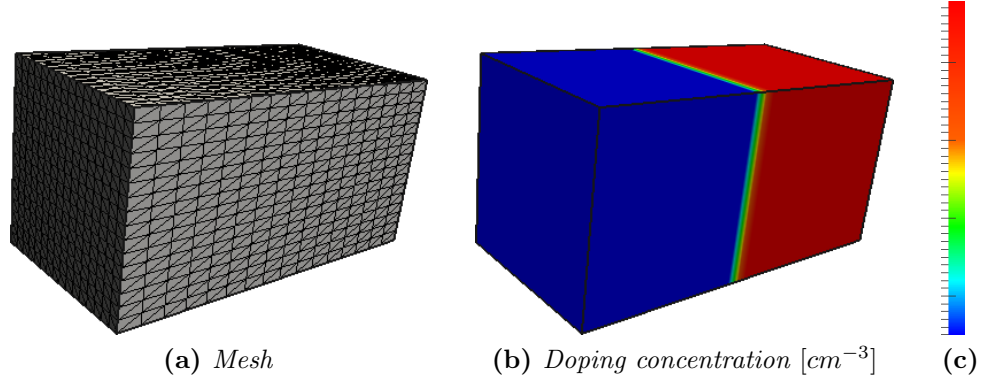 (a) Mesh
(b) Doping concentration [cm⁻³]
(c)